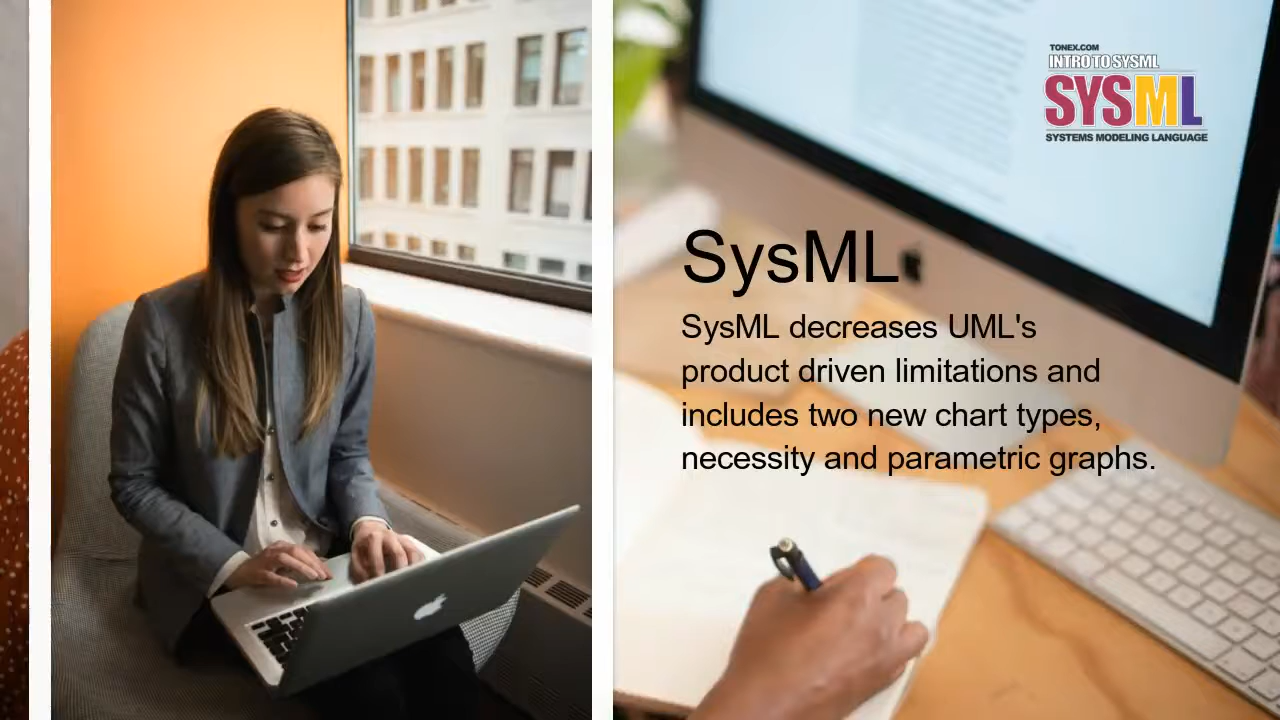 TONEX.COM
INTRO TO SYSML
SYSML
SYSTEMS MODELING LANGUAGE
SysML
SysML decreases UML's
product driven limitations and
includes two new chart types,
necessity and parametric graphs.